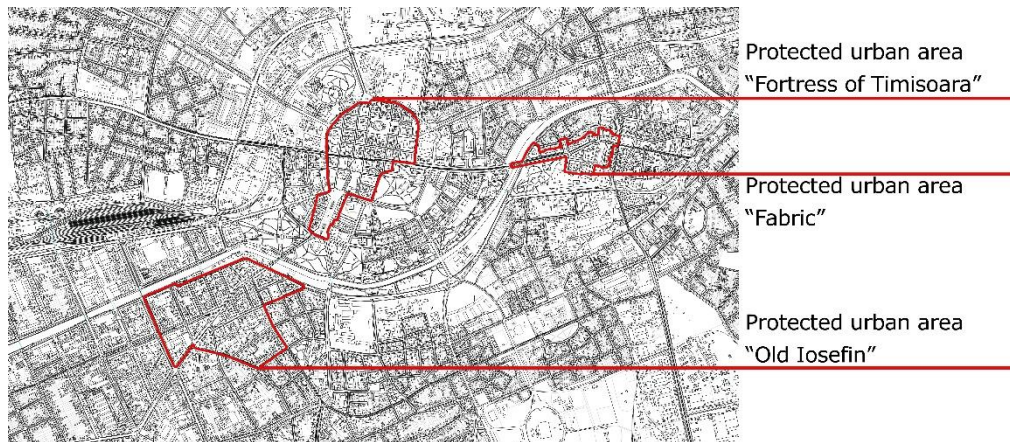 Protected urban area
“Fortress of Timisoara”
Protected urban area
“Fabric”
Protected urban area
“Old Iosefin”